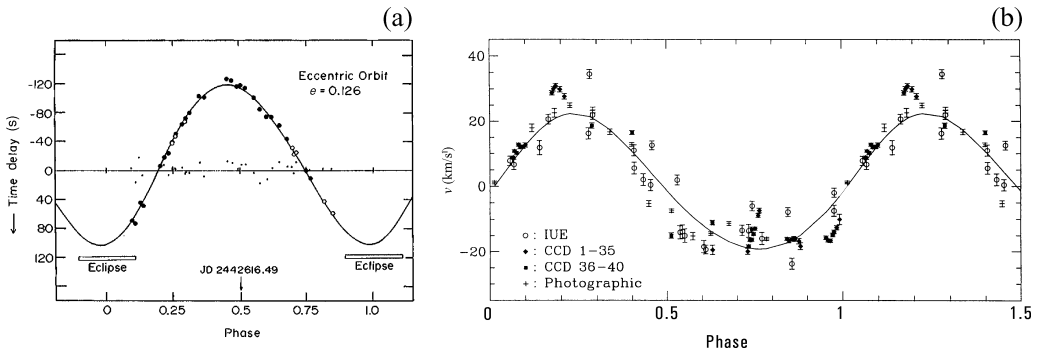 (a)
-120
-80
-40
0
40
80
120
← Time delay (s)
Eccentric Orbit
e = 0.126
Eclipse
Eclipse
JD 2442616.49
0
0.25
0.5
0.75
1.0
Phase
(b)
40
20
0
-20
v (km/s¹)
○ : IUE
◆ : CCD 1-35
■ : CCD 36-40
+ : Photographic
0
0.5
1
1.5
Phase